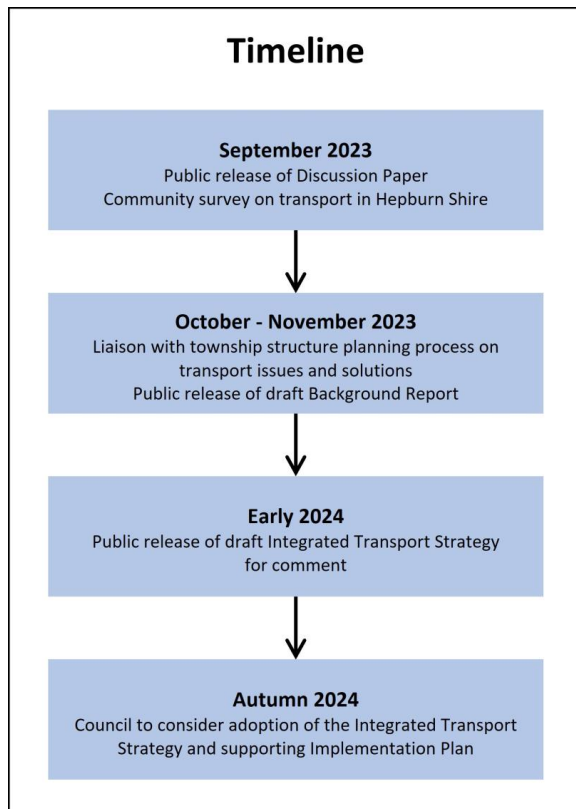 Timeline
September 2023
Public release of Discussion Paper
Community survey on transport in Hepburn Shire
October - November 2023
Liaison with township structure planning process on
transport issues and solutions
Public release of draft Background Report
Early 2024
Public release of draft Integrated Transport Strategy
for comment
Autumn 2024
Council to consider adoption of the Integrated Transport
Strategy and supporting Implementation Plan